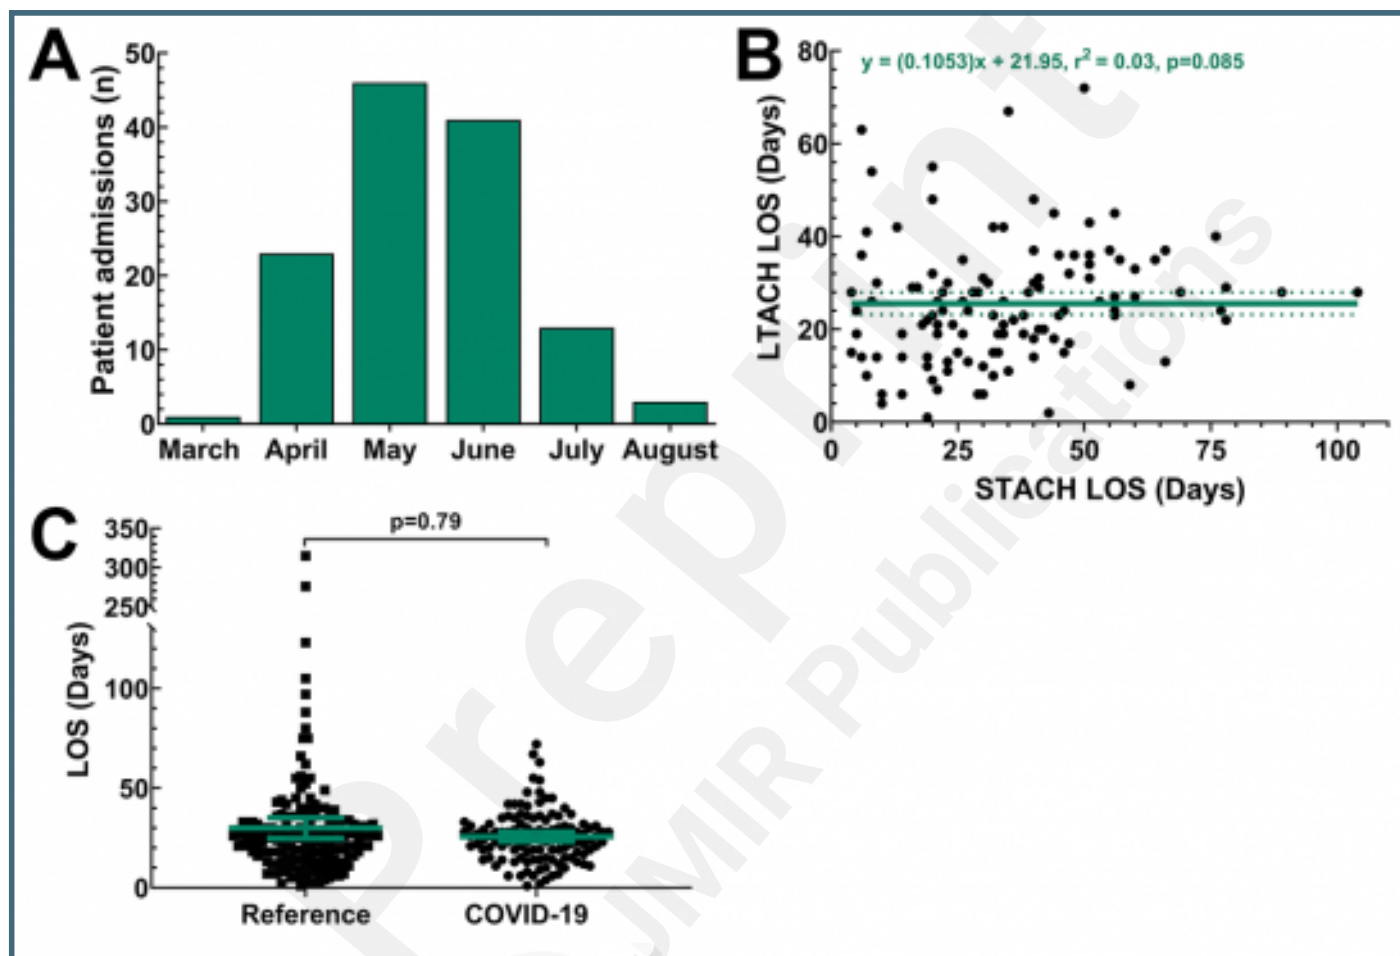 A
Patient admissions (n)
50
40
30
20
10
0
March April May June July August
B
y = (0.1053)x + 21.95, r² = 0.03, p=0.085
LTACH LOS (Days)
80
60
40
20
0
0 25 50 75 100
STACH LOS (Days)
C
p=0.79
LOS (Days)
350
300
250
100
50
0
Reference COVID-19
Preprint
JMIR Publications